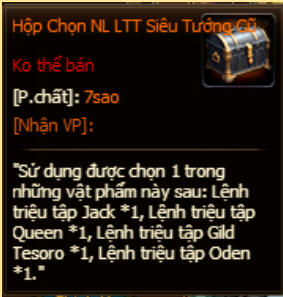 Hộp Chọn NL LTT Siêu Tướng Gũ
Ko thể bán
[P.chất]: 7sao
[Nhận VP]:
"Sử dụng được chọn 1 trong
những vật phẩm này sau: Lệnh
triệu tập Jack *1, Lệnh triệu tập
Queen *1, Lệnh triệu tập Gild
Tesoro *1, Lệnh triệu tập Oden
*1."